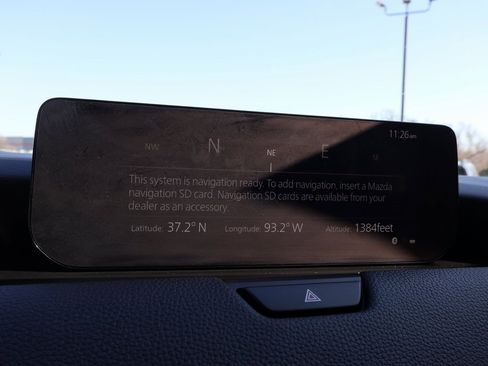 11:26am
NW N NE E
This system is navigation ready. To add navigation, insert a Mazda
navigation SD card. Navigation SD cards are available from your
dealer as an accessory.
Latitude: 37.2° N Longitude: 93.2° W Altitude: 1384feet